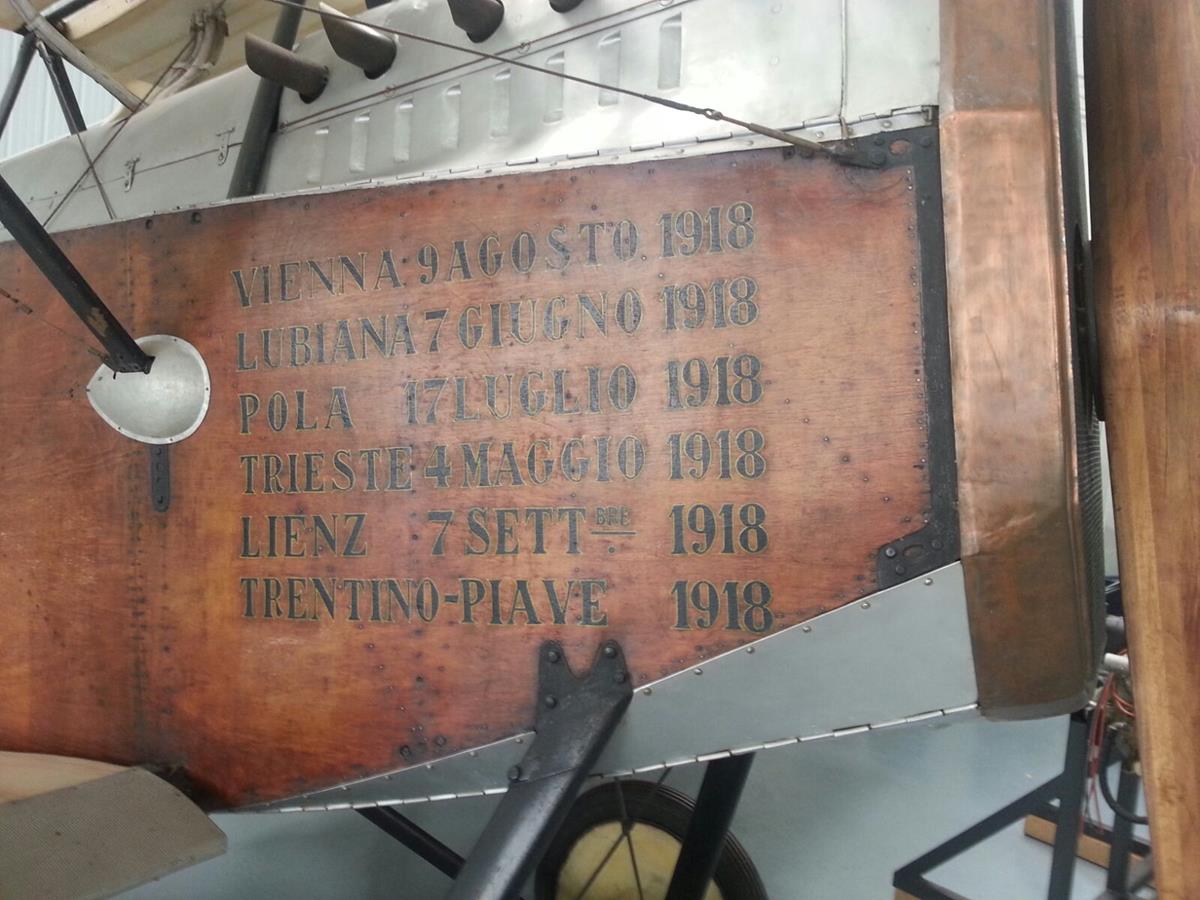 VIENNA 9 AGOSTO 1918
LUBIANA 7 GIUGNO 1918
POLA 17 LUGLIO 1918
TRIESTE 4 MAGGIO 1918
LIENZ 7 SETTBRE 1918
TRENTINO-PIAVE 1918